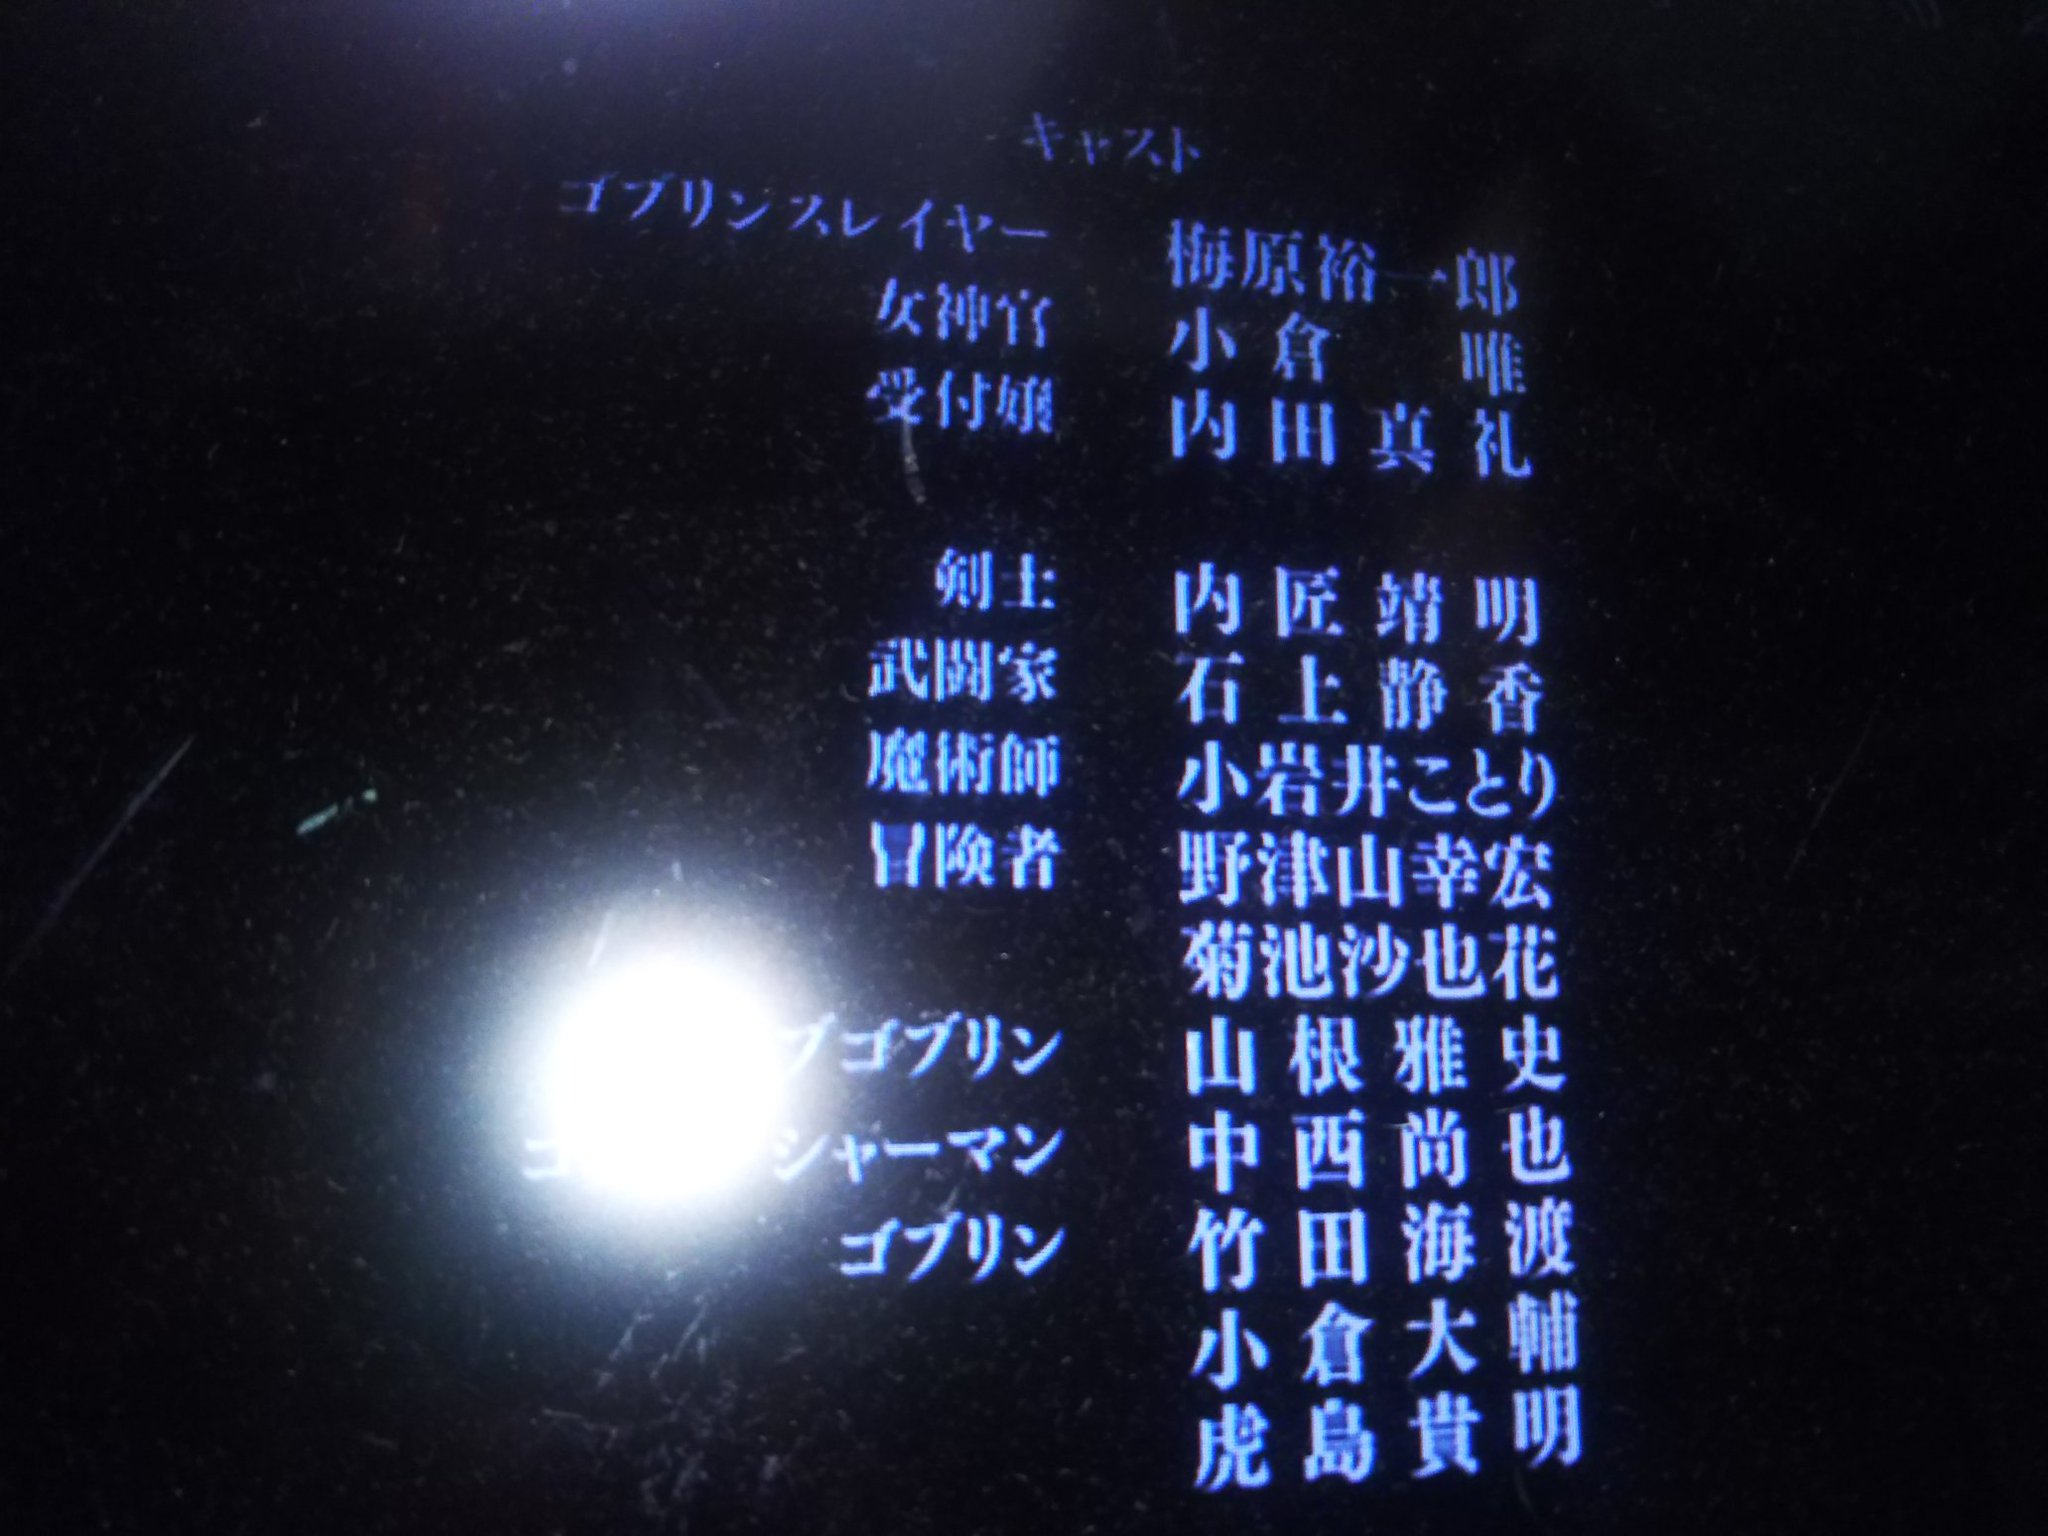 キャスト
ゴブリンスレイヤー 梅原裕一郎
女神官 小倉 唯
受付嬢 内田真礼
剣士 内匠靖明
武闘家 石上静香
魔術師 小岩井ことり
冒険者 野津山幸宏
菊池沙也花
ブゴブリン 山根雅史
シャーマン 中西尚也
ゴブリン 竹田海渡
小倉大輔
虎島貴明